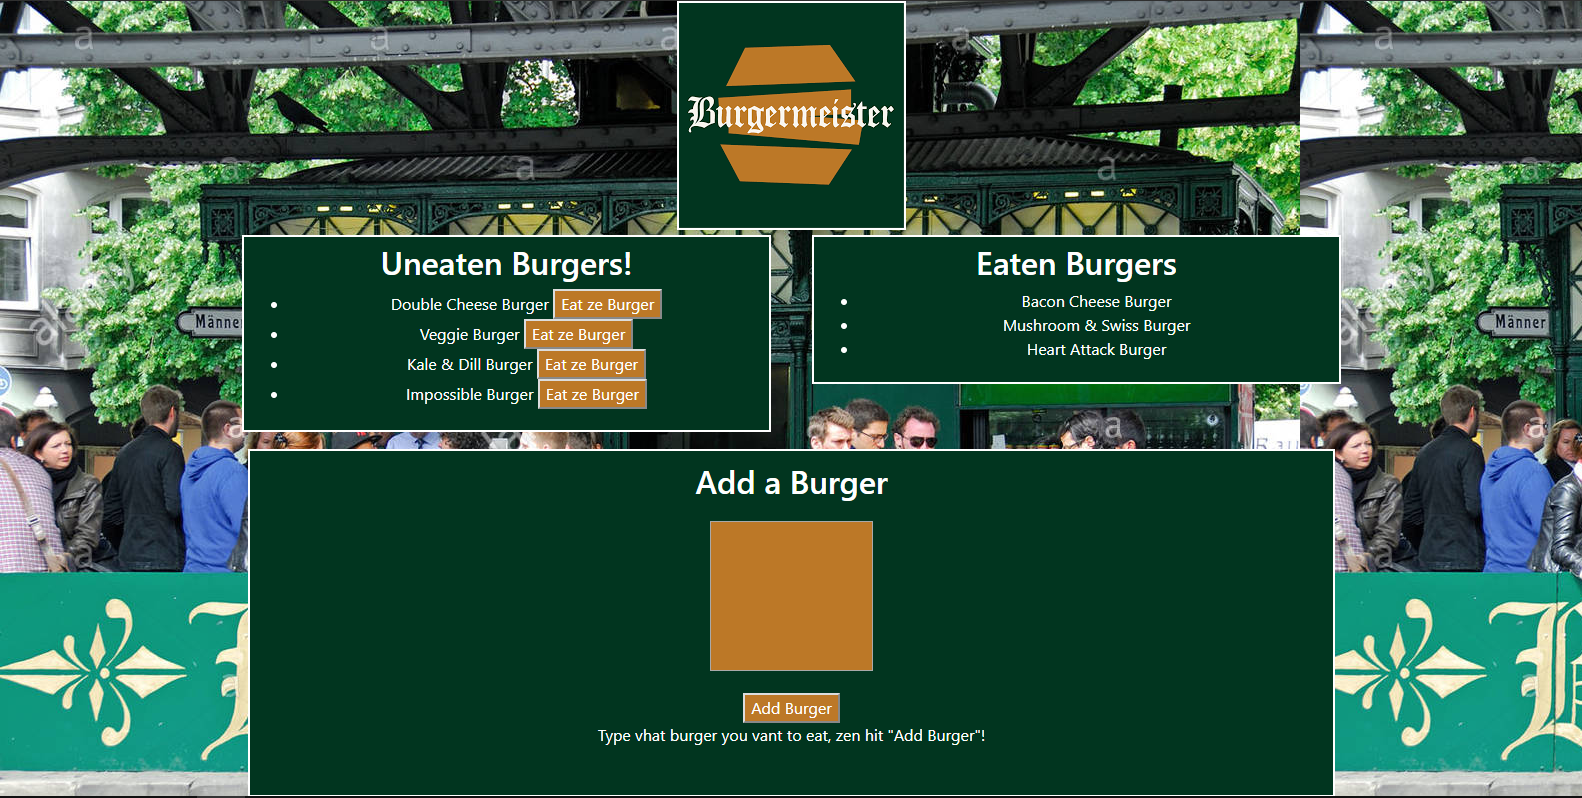 Burgermeister
Uneaten Burgers!
Double Cheese Burger Eat ze Burger
Veggie Burger Eat ze Burger
Kale & Dill Burger Eat ze Burger
Impossible Burger Eat ze Burger
Eaten Burgers
Bacon Cheese Burger
Mushroom & Swiss Burger
Heart Attack Burger
Männer
Add a Burger
Add Burger
Type vhat burger you vant to eat, zen hit "Add Burger"!